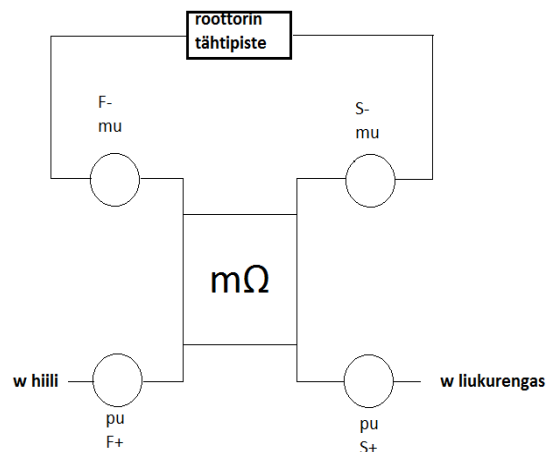 roottorin
tähtipiste
F-
mu
S-
mu
mΩ
w hiili
w liukurengas
pu
F+
pu
S+